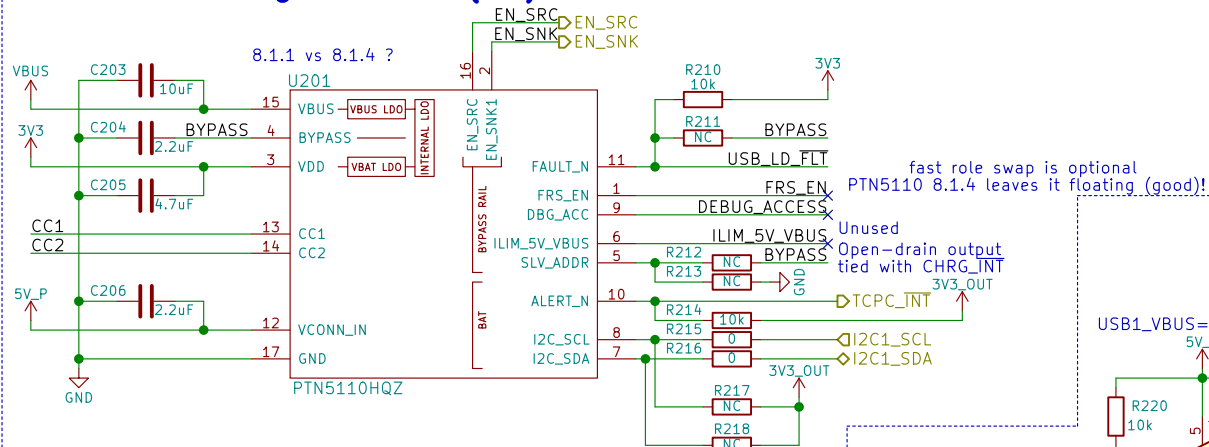 EN_SRC
EN_SRC
EN_SNK
EN_SNK
8.1.1 vs 8.1.4 ?
U201
16
2
VBUS
C203
10uF
15
VBUS
VBUS LDO
INTERNAL LDO
EN_SRC
EN_SNK1
R210
10k
3V3
3V3
C204
BYPASS
2.2uF
4
BYPASS
R211
NC
BYPASS
3
VDD
VBAT LDO
FAULT_N
11
USB_LD_FLT
C205
4.7uF
fast role swap is optional
PTN5110 8.1.4 leaves it floating (good)!
FRS_EN
1
FRS_EN
DBG_ACC
9
DEBUG_ACCESS
BYPASS RAIL
CC1
13
CC1
CC2
14
CC2
Unused
ILIM_5V_VBUS
6
ILIM_5V_VBUS
Open-drain output
tied with CHRG_INT
SLV_ADDR
5
R212
NC
BYPASS
R213
NC
GND
5V_P
C206
2.2uF
12
VCONN_IN
BAT
ALERT_N
10
TCPC_INT
3V3_OUT
R214
10k
I2C_SCL
8
R215
0
I2C1_SCL
17
GND
I2C_SDA
7
R216
0
I2C1_SDA
USB1_VBUS=
5V_
GND
PTN5110HQZ
3V3_OUT
R217
NC
R218
NC
R220
10k
5